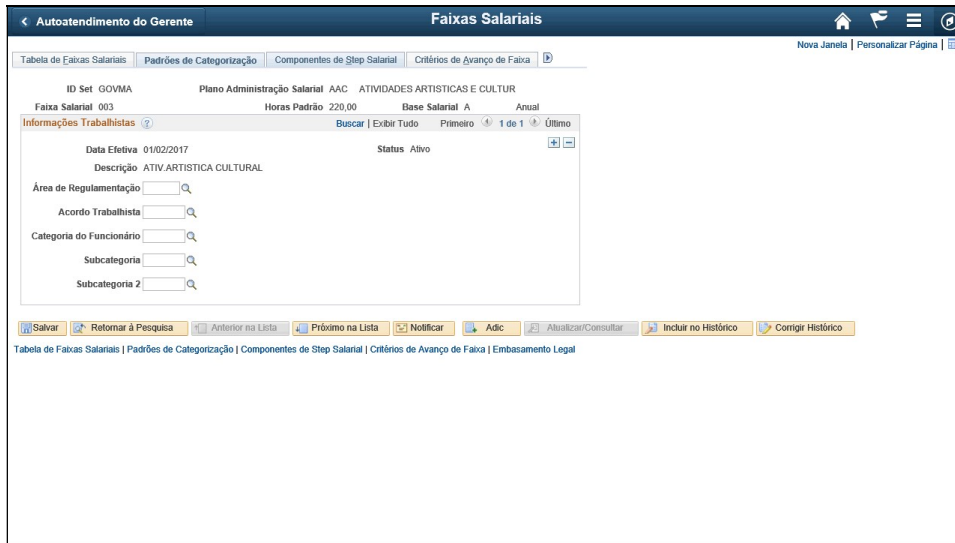 Autoatendimento do Gerente
Faixas Salariais
Nova Janela | Personalizar Página |
Tabela de Faixas Salariais
Padrões de Categorização
Componentes de Step Salarial
Critérios de Avanço de Faixa
ID Set GOVMA Plano Administração Salarial AAC ATIVIDADES ARTISTICAS E CULTUR
Faixa Salarial 003 Horas Padrão 220,00 Base Salarial A Anual
Informações Trabalhistas Buscar | Exibir Tudo Primeiro 1 de 1 Último
Data Efetiva 01/02/2017 Status Ativo
Descrição ATIV.ARTISTICA CULTURAL
Área de Regulamentação
Acordo Trabalhista
Categoria do Funcionário
Subcategoria
Subcategoria 2
Salvar Retornar à Pesquisa Anterior na Lista Próximo na Lista Notificar Adic Atualizar/Consultar Incluir no Histórico Corrigir Histórico
Tabela de Faixas Salariais | Padrões de Categorização | Componentes de Step Salarial | Critérios de Avanço de Faixa | Embasamento Legal